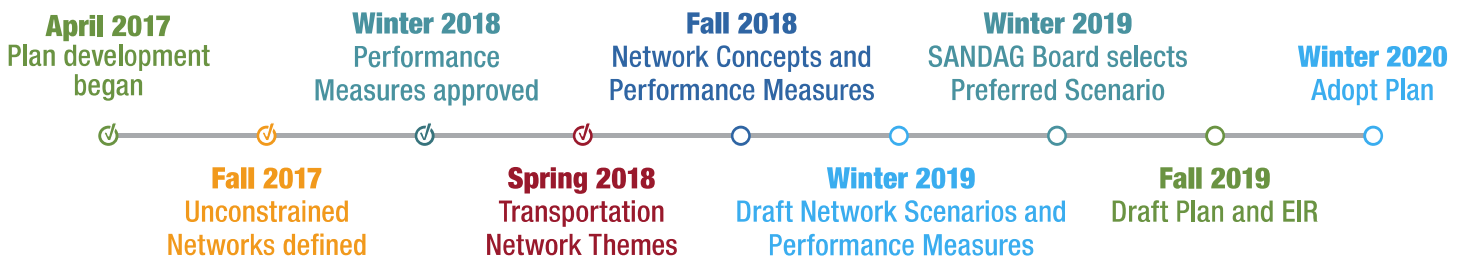 April 2017
Plan development
began
Fall 2017
Unconstrained
Networks defined
Winter 2018
Performance
Measures approved
Spring 2018
Transportation
Network Themes
Fall 2018
Network Concepts and
Performance Measures
Winter 2019
Draft Network Scenarios and
Performance Measures
Winter 2019
SANDAG Board selects
Preferred Scenario
Fall 2019
Draft Plan and EIR
Winter 2020
Adopt Plan